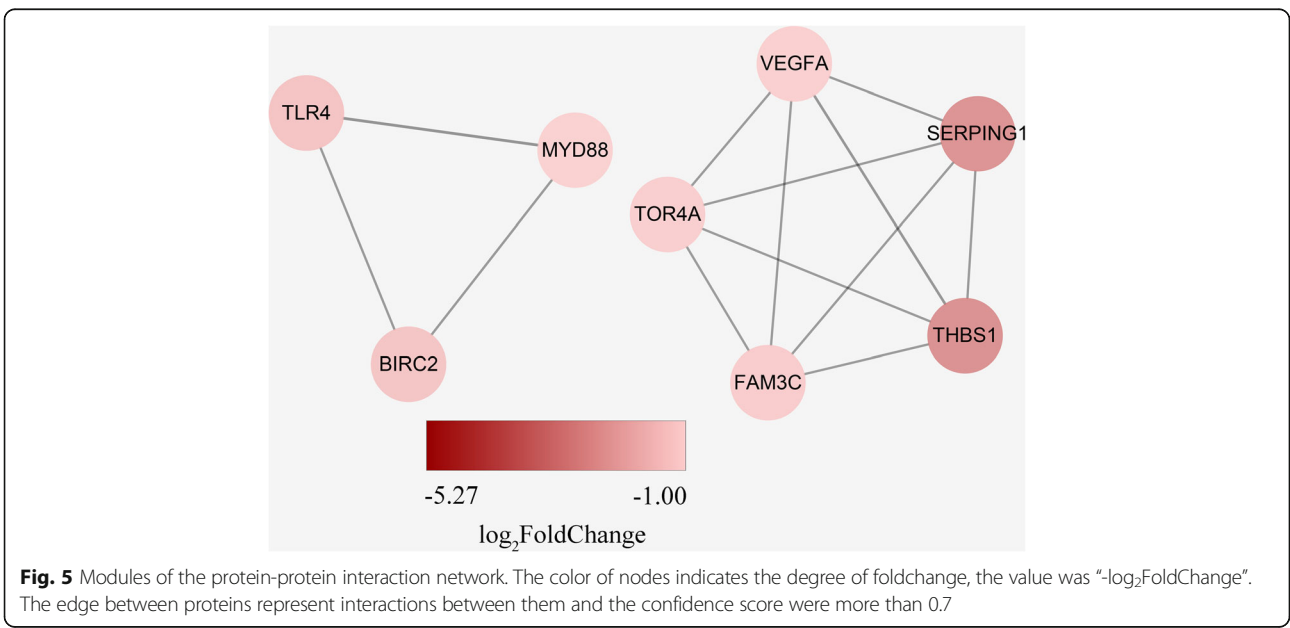 VEGFA
TLR4
SERPING1
MYD88
TOR4A
THBS1
BIRC2
FAM3C
-5.27 -1.00
log₂FoldChange
Fig. 5 Modules of the protein-protein interaction network. The color of nodes indicates the degree of foldchange, the value was “-log₂FoldChange”.
The edge between proteins represent interactions between them and the confidence score were more than 0.7